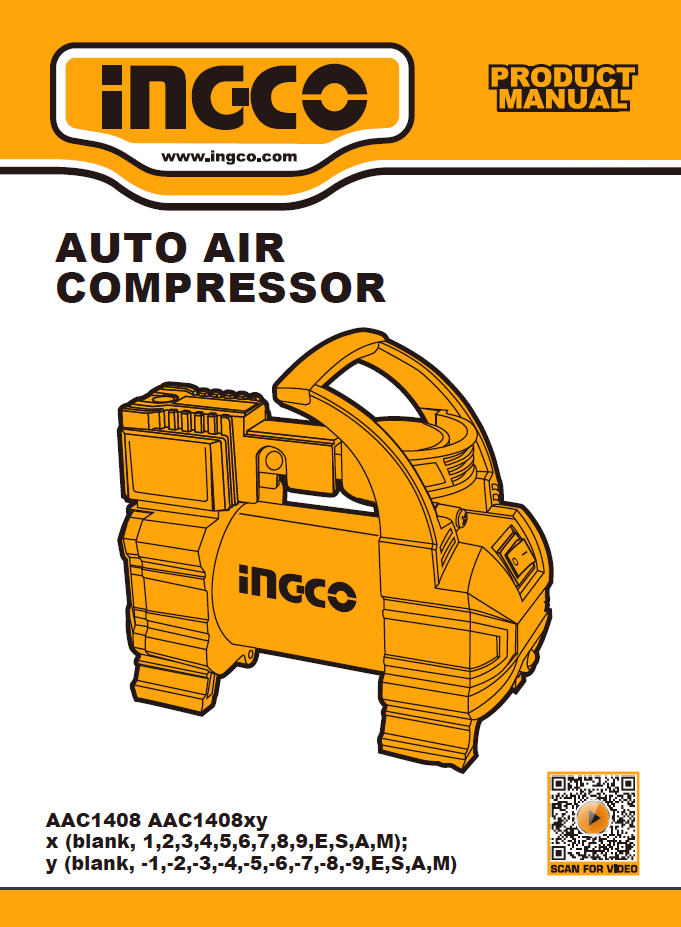 INGCO
www.ingco.com
PRODUCT
MANUAL
AUTO AIR
COMPRESSOR
INGCO
AAC1408 AAC1408xy
x (blank, 1,2,3,4,5,6,7,8,9,E,S,A,M);
y (blank, -1,-2,-3,-4,-5,-6,-7,-8,-9,E,S,A,M)
SCAN FOR VIDEO